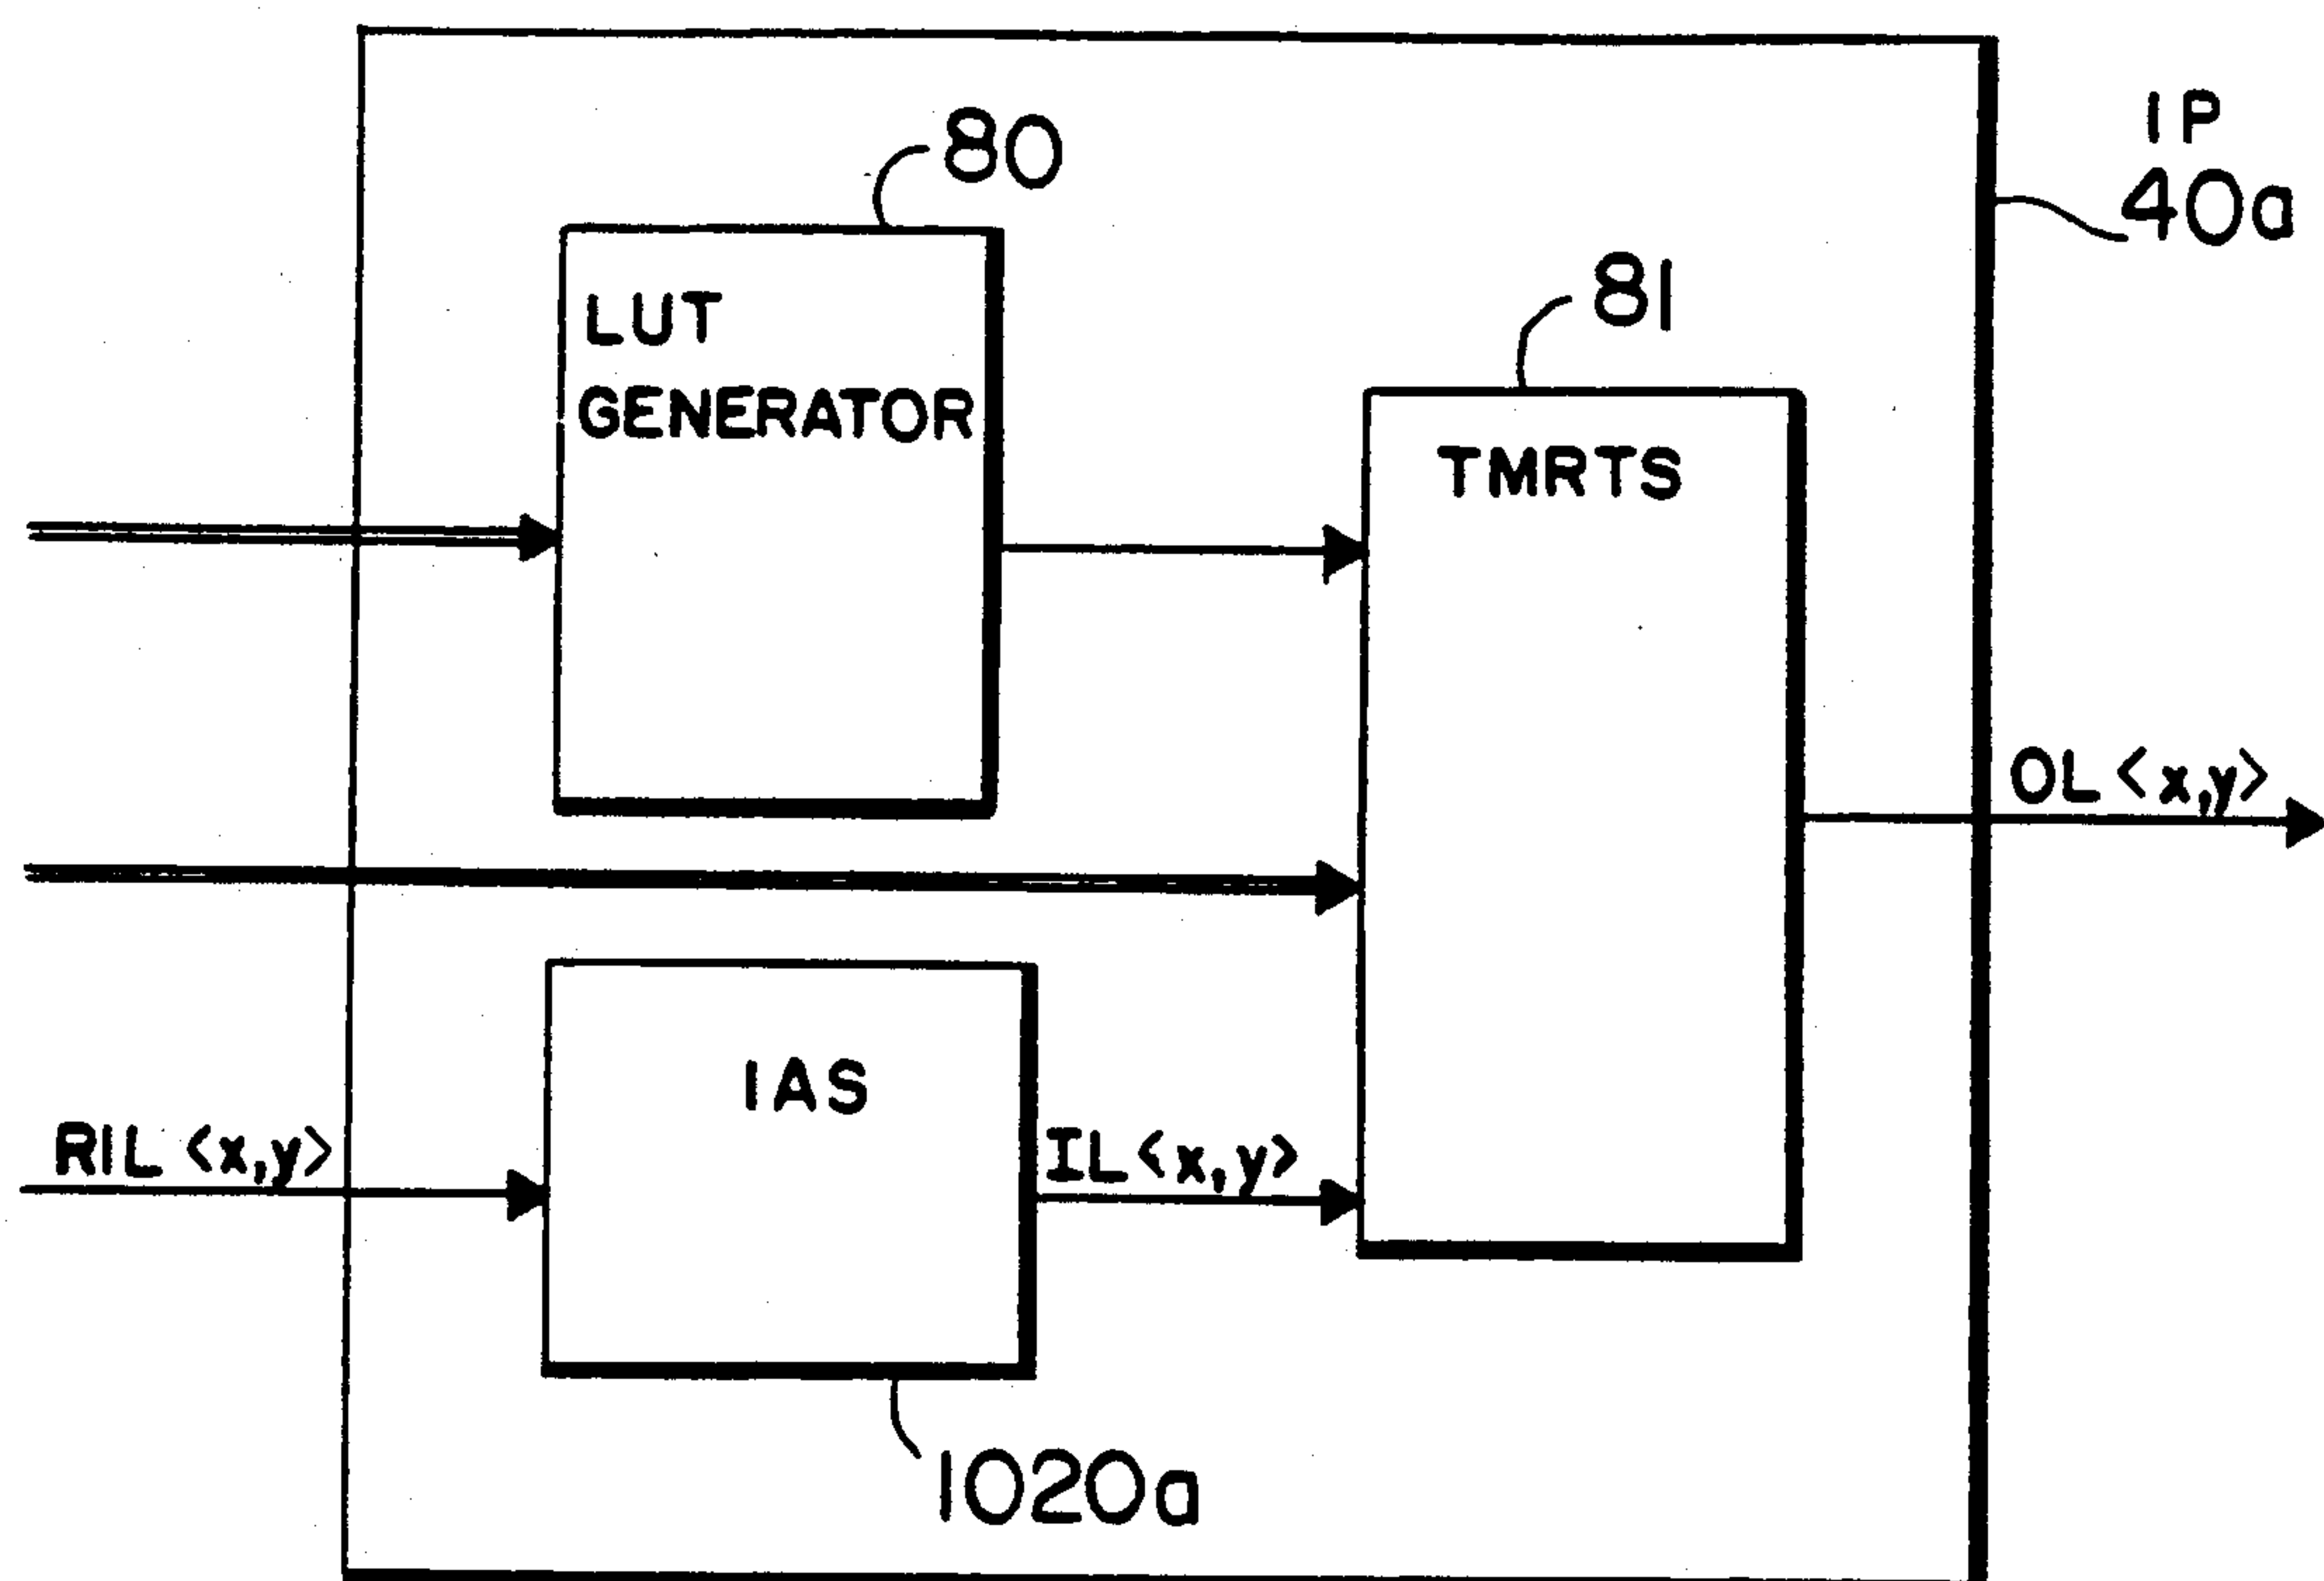 IP
40a
80
LUT
GENERATOR
81
TMRTS
OL<x,y>
IAS
RIL<x,y>
IL<x,y>
1020a